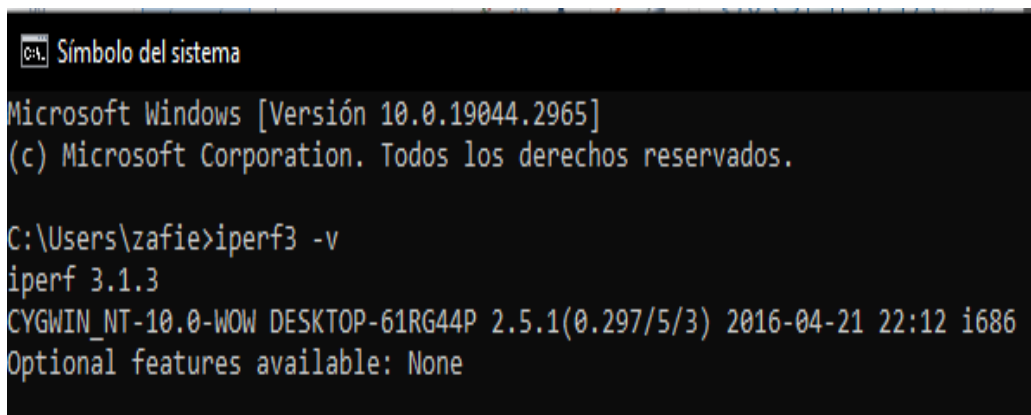 Símbolo del sistema
Microsoft Windows [Versión 10.0.19044.2965]
(c) Microsoft Corporation. Todos los derechos reservados.
C:\Users\zafie>iperf3 -v
iperf 3.1.3
CYGWIN_NT-10.0-WOW DESKTOP-61RG44P 2.5.1(0.297/5/3) 2016-04-21 22:12 i686
Optional features available: None